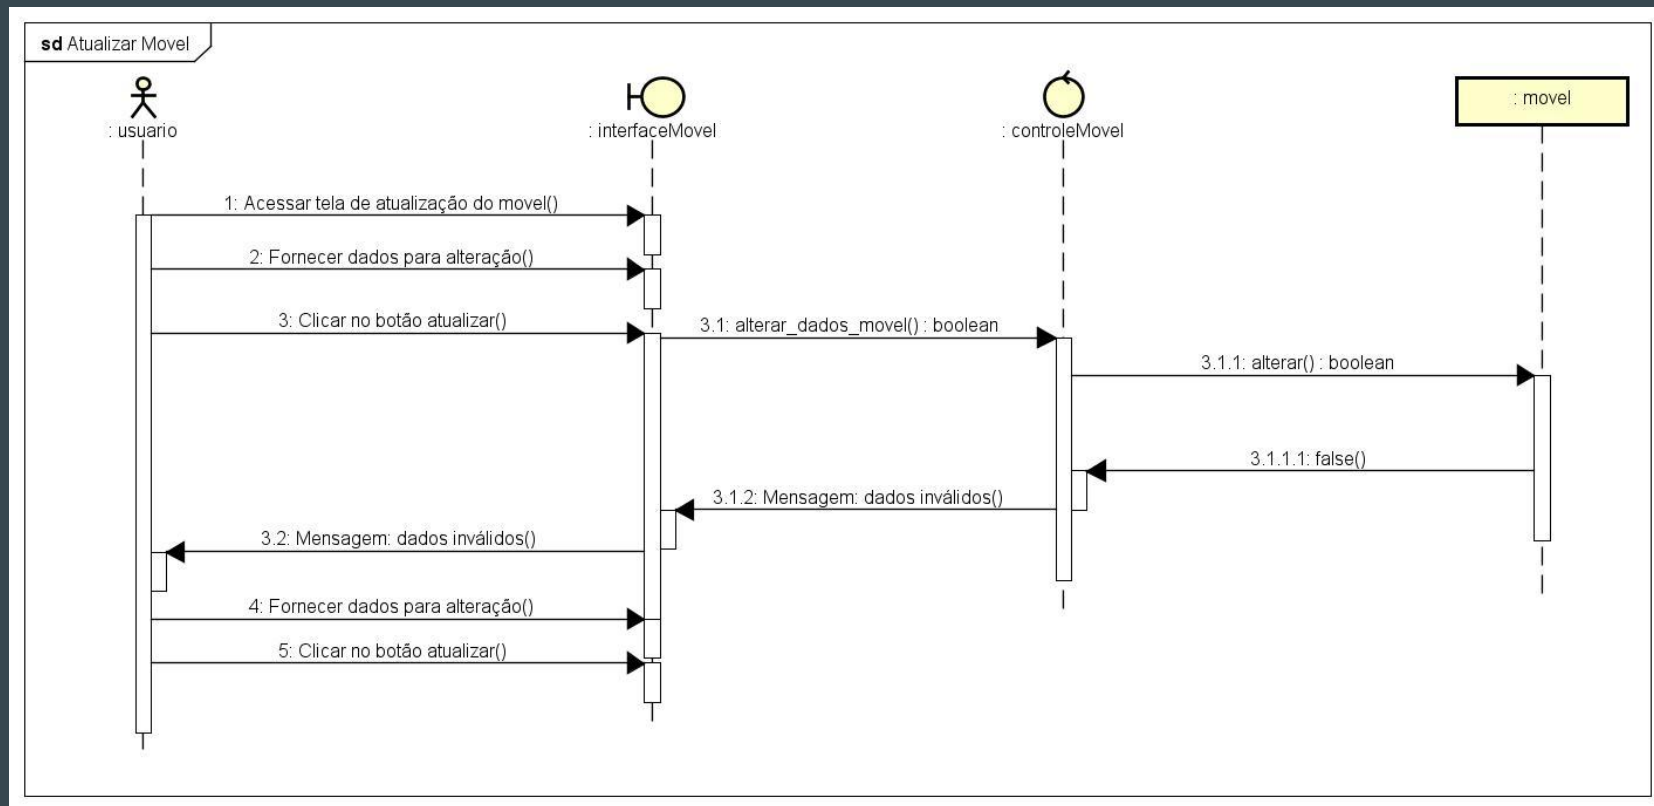 sd Atualizar Movel
: usuario
: interfaceMovel
: controleMovel
: movel
1: Acessar tela de atualização do movel()
2: Fornecer dados para alteração()
3: Clicar no botão atualizar()
3.1: alterar_dados_movel() : boolean
3.1.1: alterar() : boolean
3.1.1.1: false()
3.1.2: Mensagem: dados inválidos()
3.2: Mensagem: dados inválidos()
4: Fornecer dados para alteração()
5: Clicar no botão atualizar()